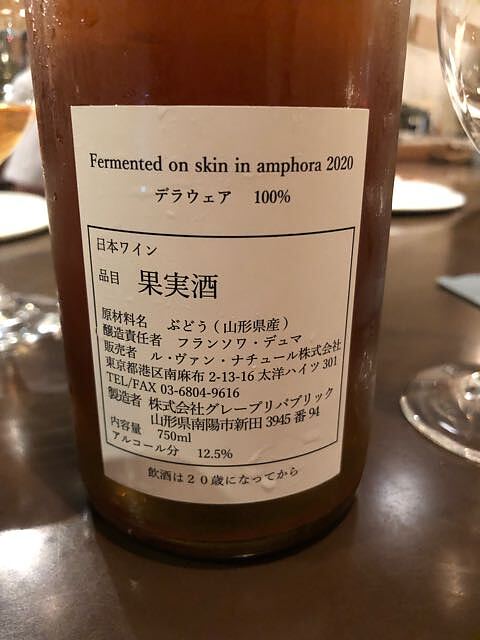 Fermented on skin in amphora 2020
デラウェア 100%
日本ワイン
品目 果実酒
原材料名 ぶどう（山形県産）
醸造責任者 フランソワ・デュマ
販売者 ル・ヴァン・ナチュール株式会社
東京都港区南麻布 2-13-16 太洋ハイツ 301
TEL/FAX 03-6804-9616
製造者 株式会社グレープリパブリック
山形県南陽市新田 3945 番 94
内容量 750ml
アルコール分 12.5%
飲酒は２０歳になってから